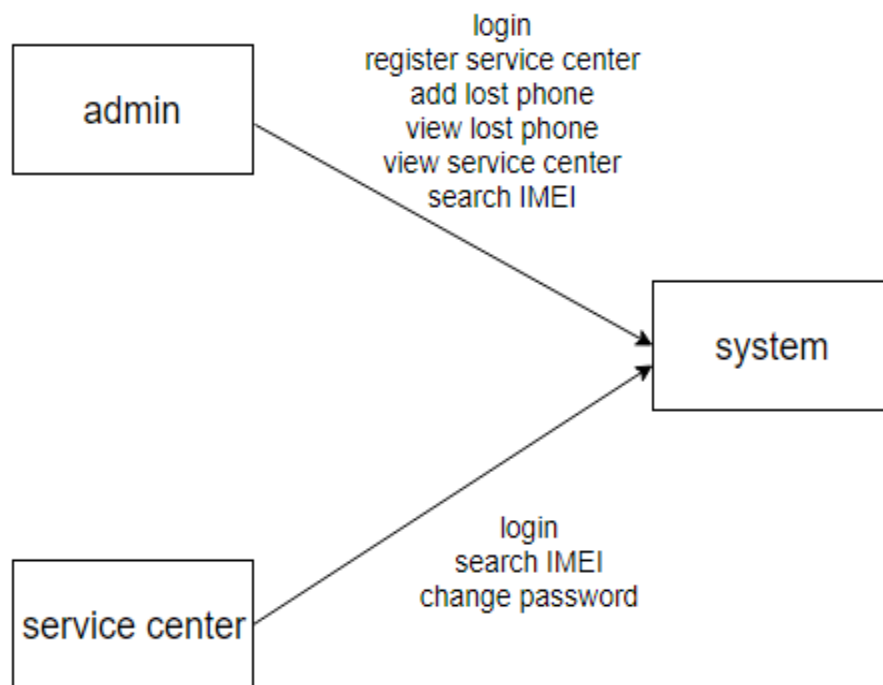 admin
login
register service center
add lost phone
view lost phone
view service center
search IMEI
system
login
search IMEI
change password
service center